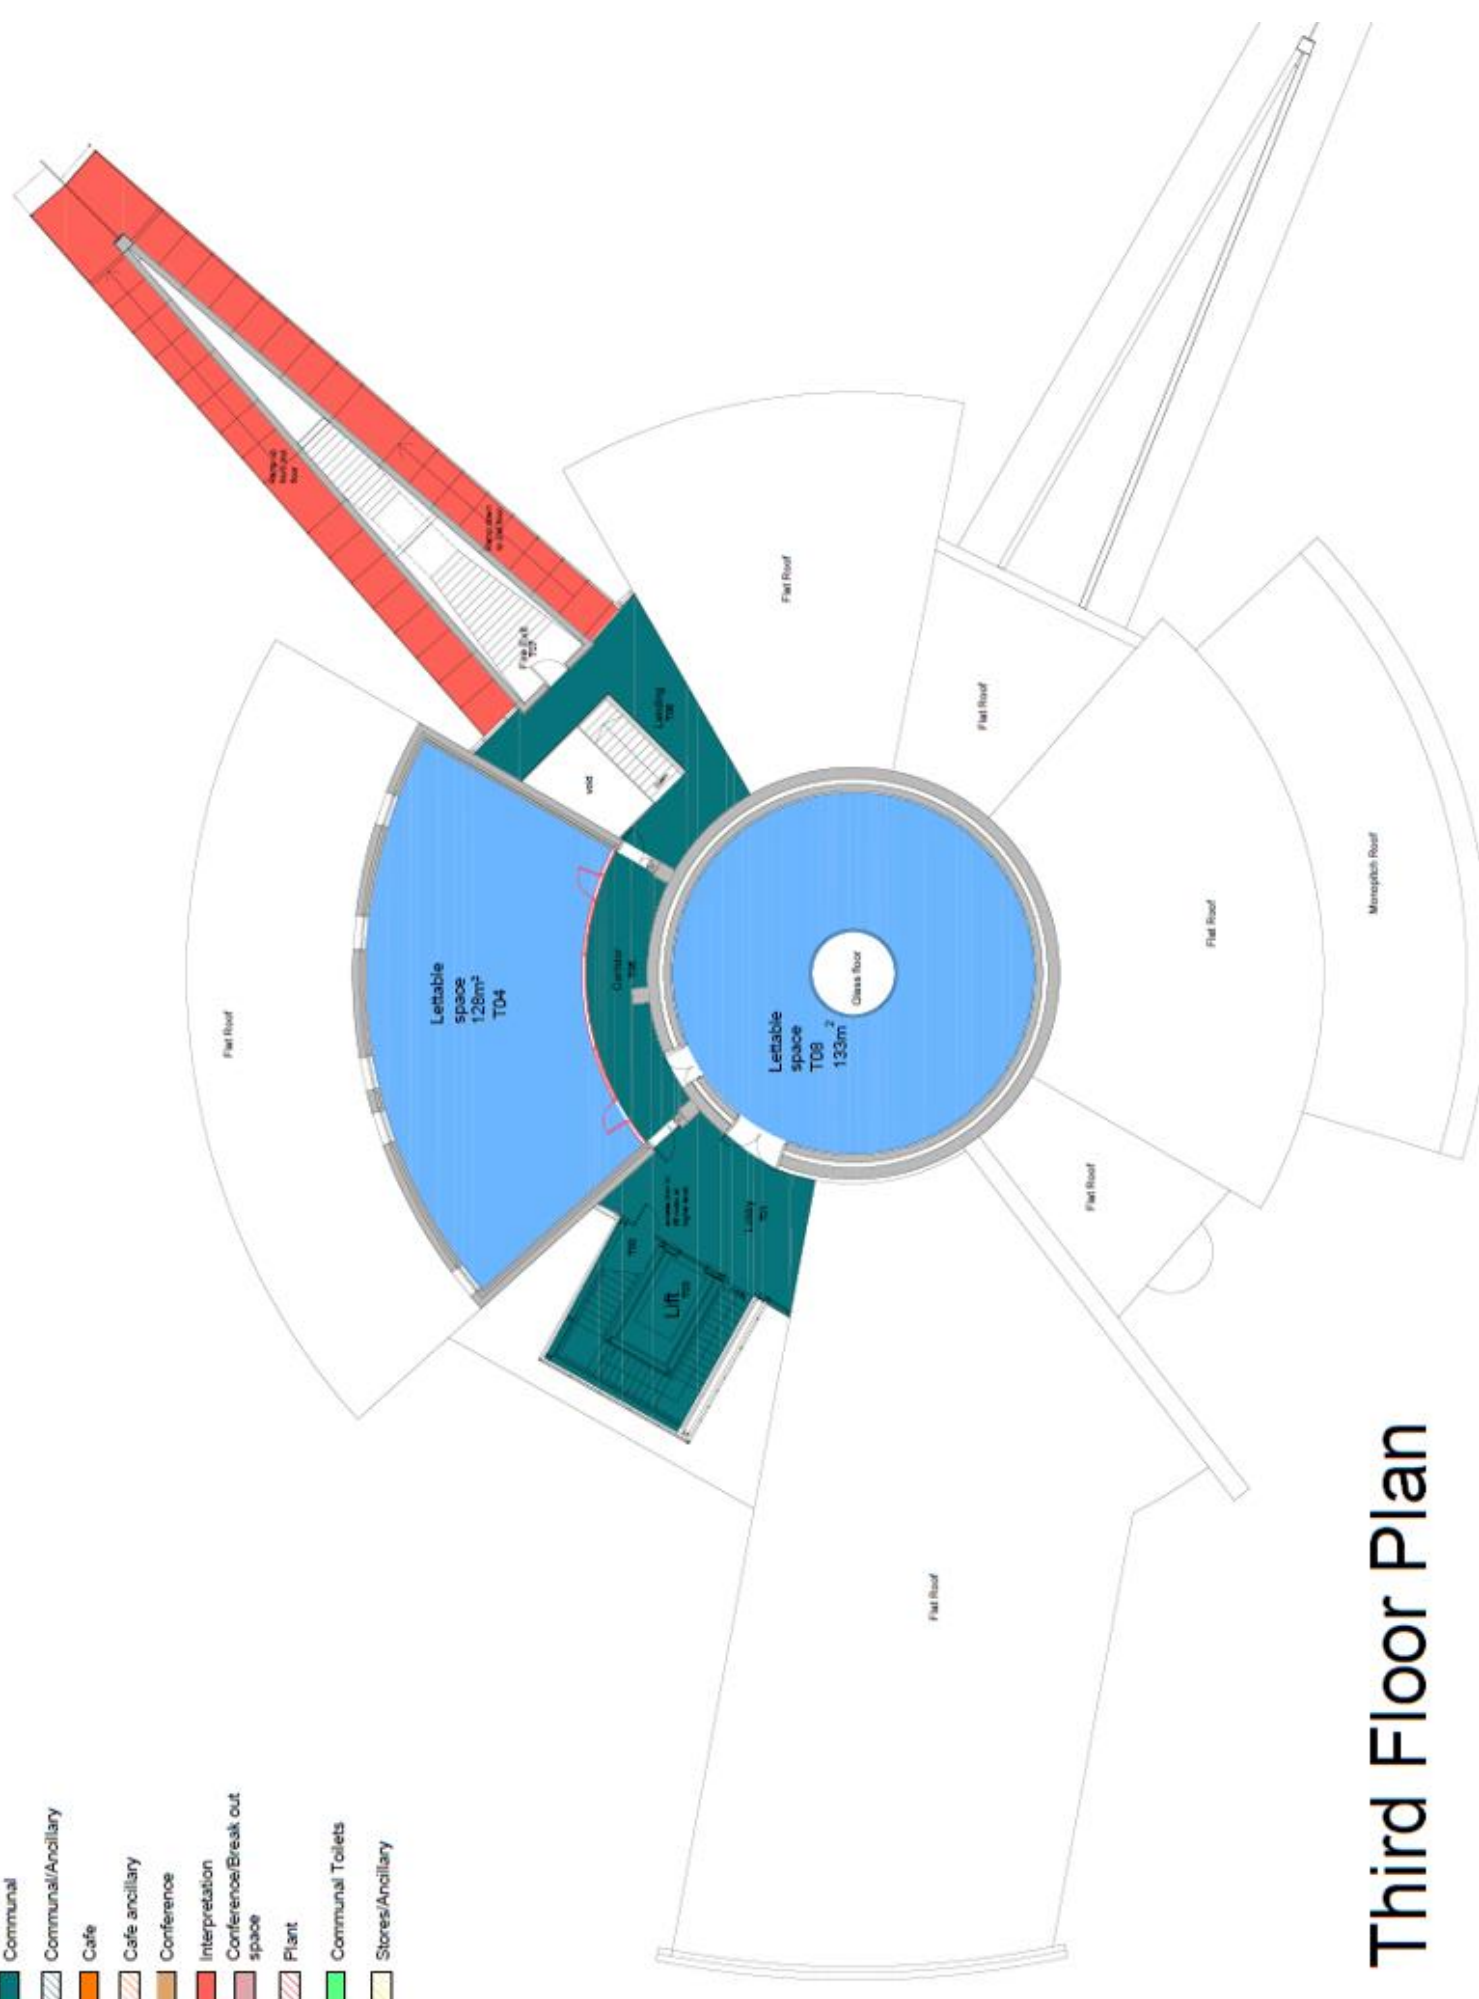 Communal
Communal/Ancillary
Cafe
Cafe ancillary
Conference
Interpretation
Conference/Break out
space
Plant
Communal Toilets
Stores/Ancillary
Flat Roof
Lettable
space
128m²
T04
Fire Exit
T07
void
Landing
Corridor
Lettable
space
T08
133m²
Glass floor
Lift
Lobby
T01
Flat Roof
Flat Roof
Flat Roof
Monopitch Roof
Flat Roof
Flat Roof
Third Floor Plan